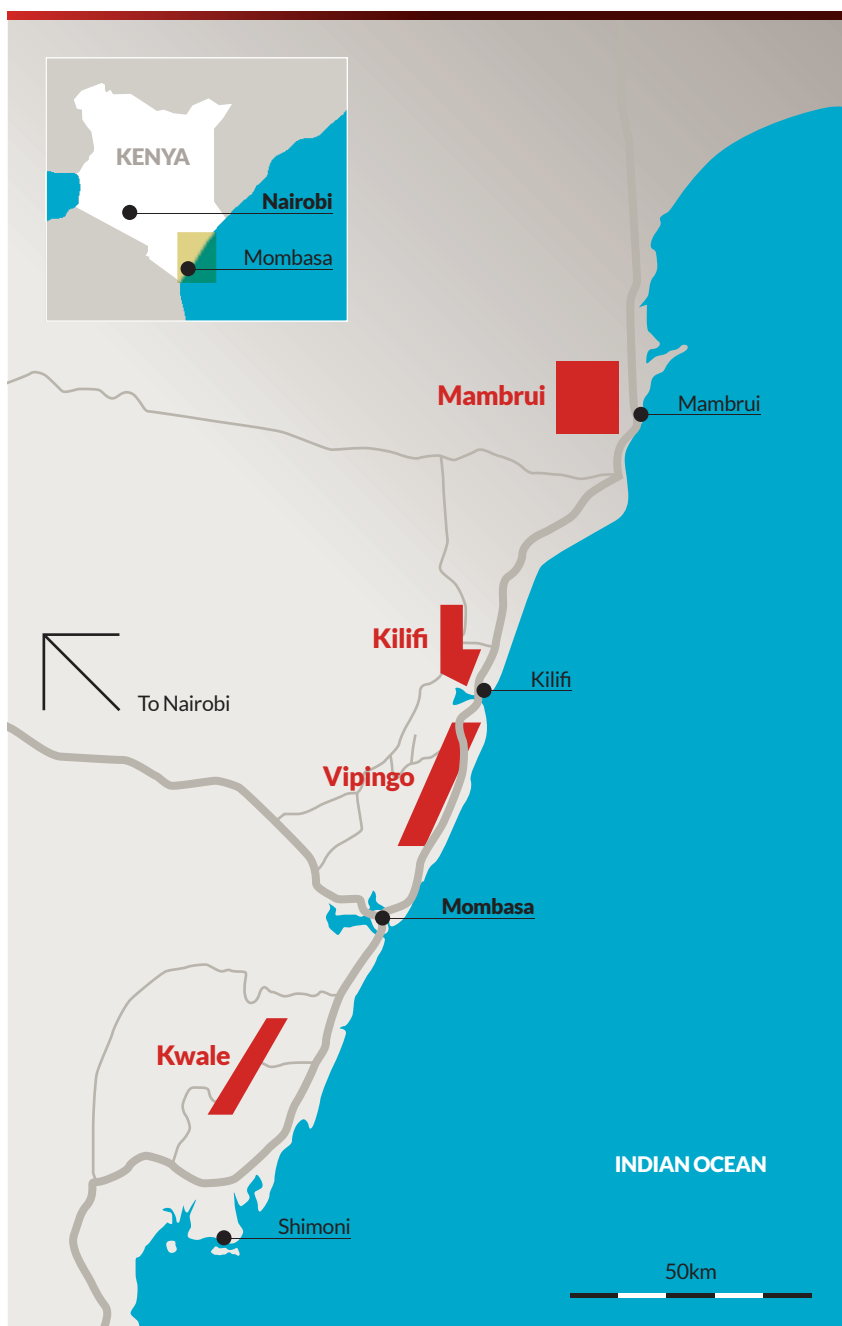 KENYA
Nairobi
Mombasa
Mambrui
Mambrui
Kilifi
Kilifi
To Nairobi
Vipingo
Mombasa
Kwale
INDIAN OCEAN
Shimoni
50km